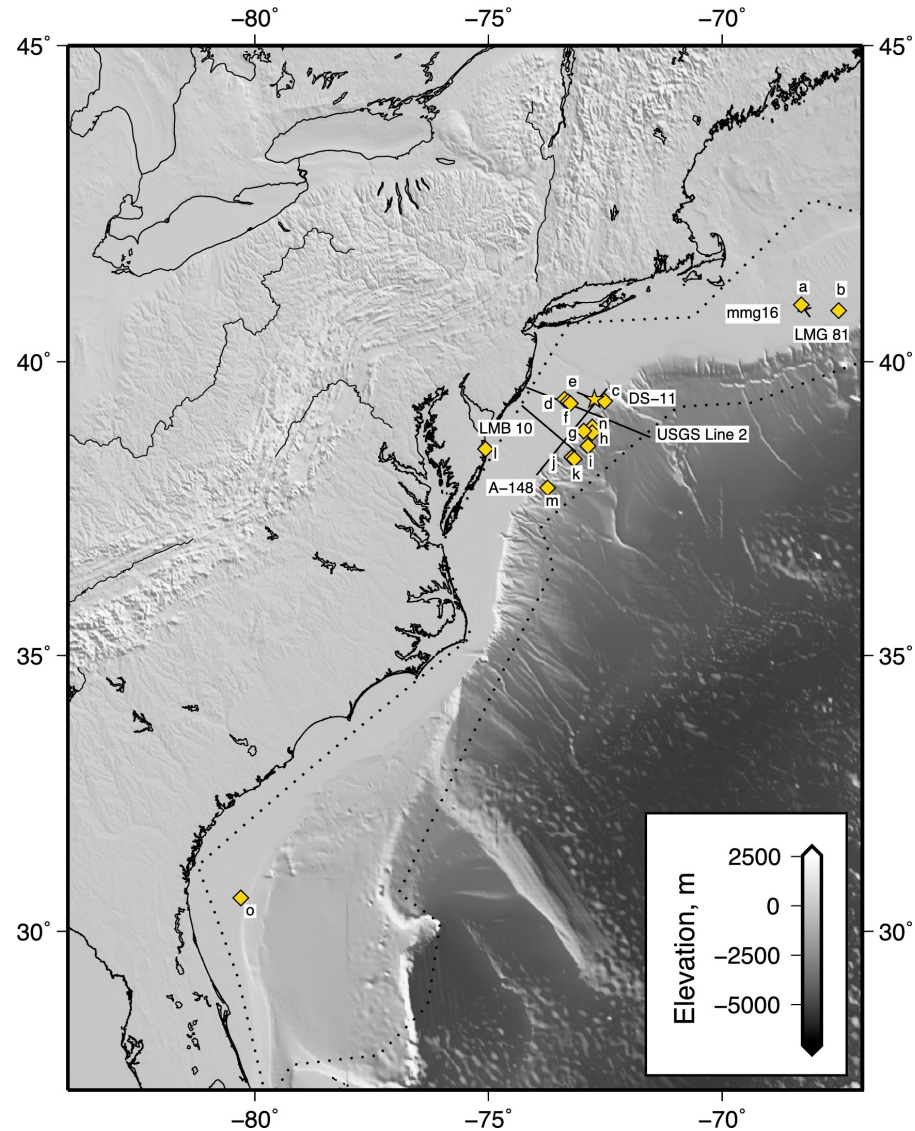 −80° −75° −70°
45° 45°
a b
mmg16
LMG 81
40° 40°
e c
d DS−11
f
LMB 10 n
g h USGS Line 2
l j i
k
A−148
m
35° 35°
2500
0
−2500
−5000
Elevation, m
o
30° 30°
−80° −75° −70°